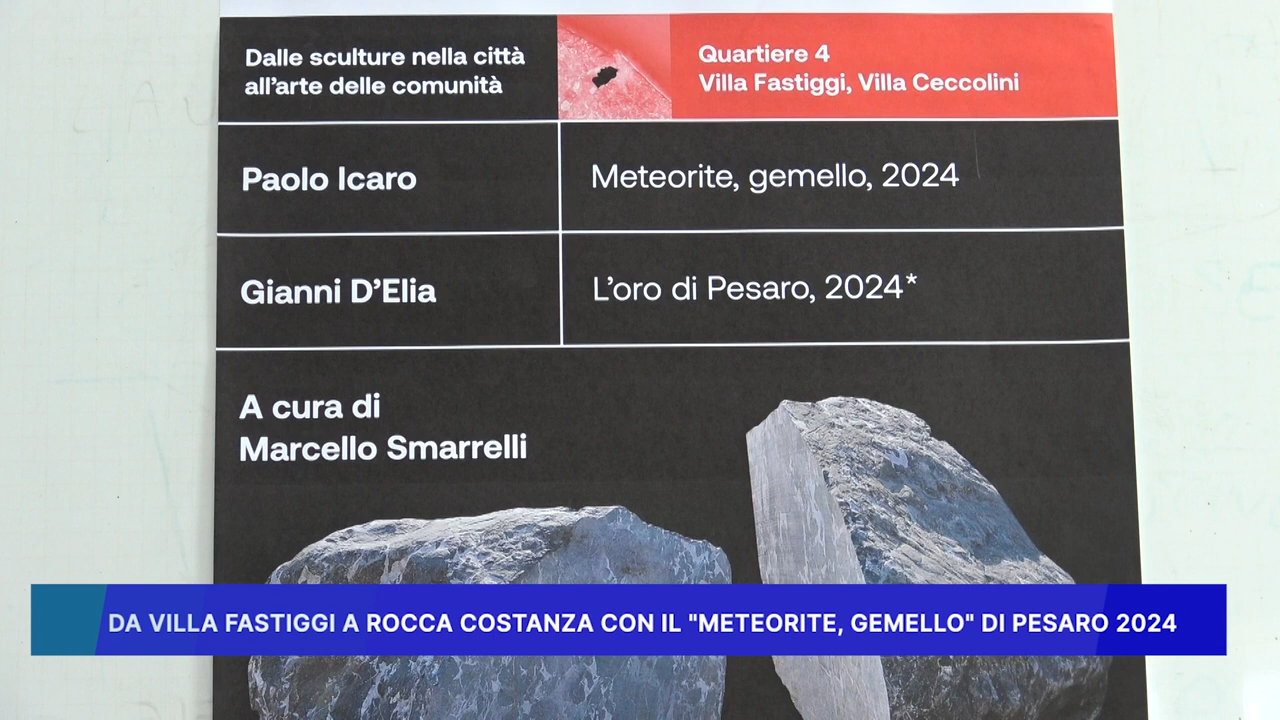 Dalle sculture nella città
all’arte delle comunità
Quartiere 4
Villa Fastiggi, Villa Ceccolini
Paolo Icaro
Meteorite, gemello, 2024
Gianni D’Elia
L’oro di Pesaro, 2024*
A cura di
Marcello Smarrelli
DA VILLA FASTIGGI A ROCCA COSTANZA CON IL "METEORITE, GEMELLO" DI PESARO 2024